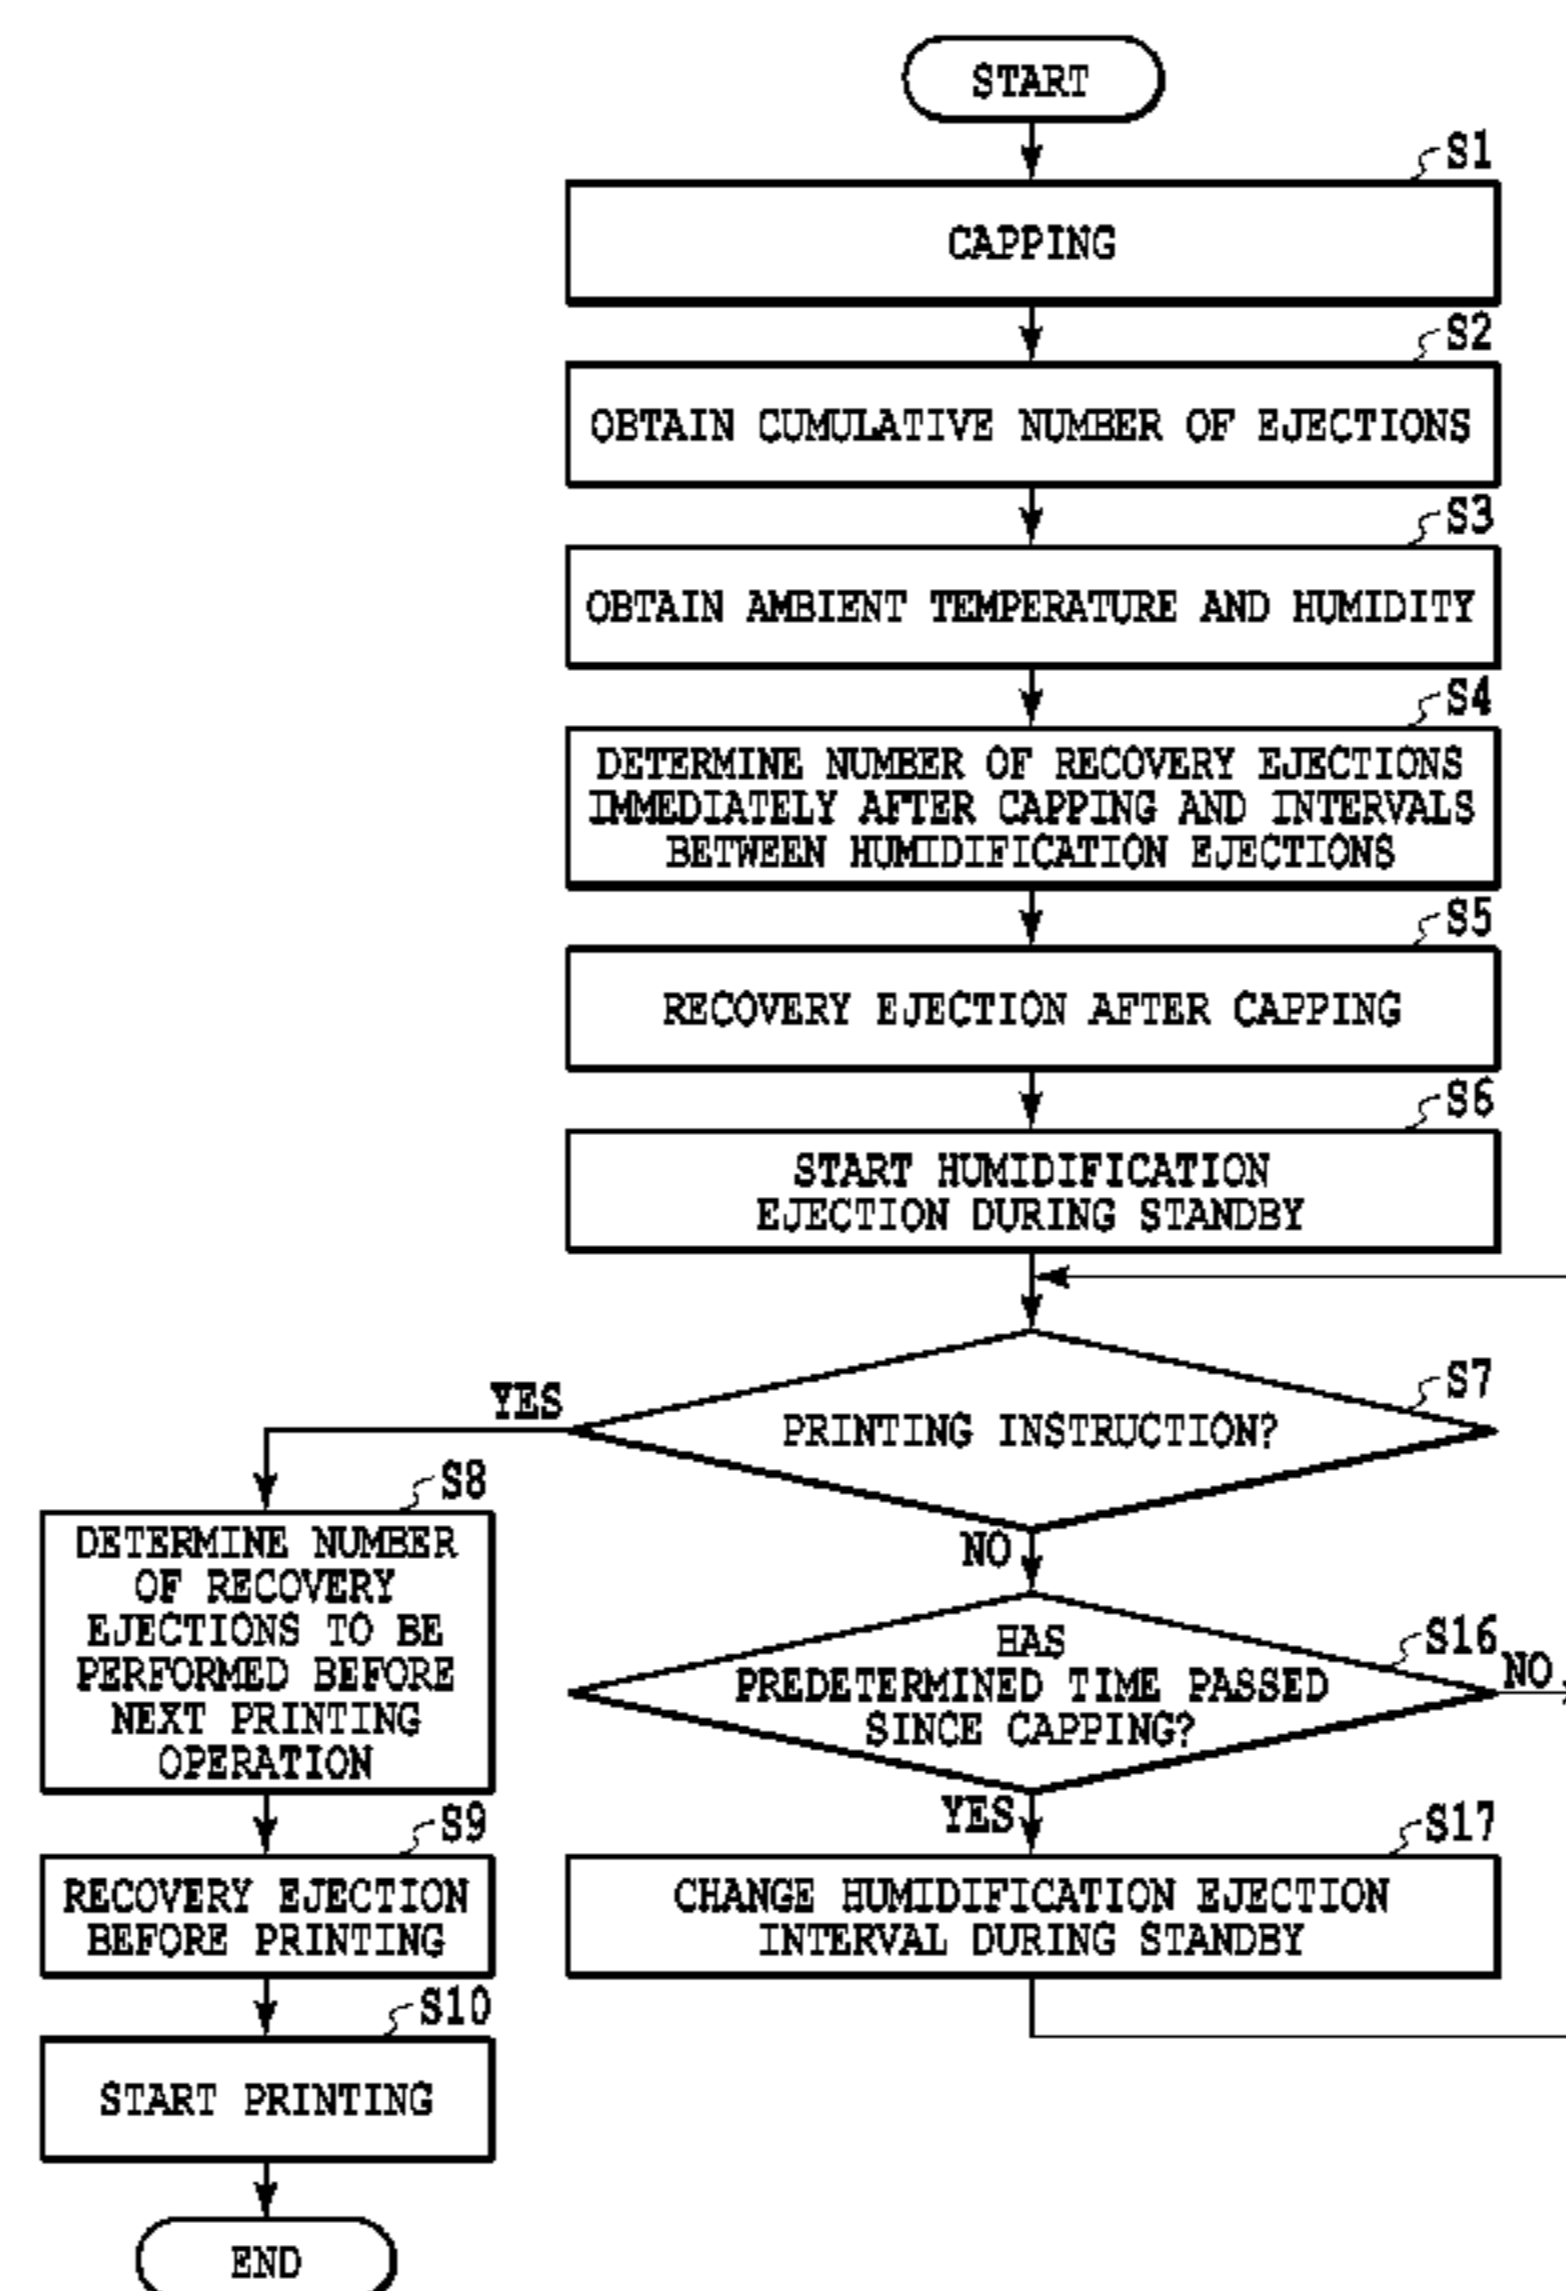 START
S1
CAPPING
S2
OBTAIN CUMULATIVE NUMBER OF EJECTIONS
S3
OBTAIN AMBIENT TEMPERATURE AND HUMIDITY
S4
DETERMINE NUMBER OF RECOVERY EJECTIONS
IMMEDIATELY AFTER CAPPING AND INTERVALS
BETWEEN HUMIDIFICATION EJECTIONS
S5
RECOVERY EJECTION AFTER CAPPING
S6
START HUMIDIFICATION
EJECTION DURING STANDBY
S7
PRINTING INSTRUCTION?
YES
NO
S8
DETERMINE NUMBER
OF RECOVERY
EJECTIONS TO BE
PERFORMED BEFORE
NEXT PRINTING
OPERATION
S9
RECOVERY EJECTION
BEFORE PRINTING
S10
START PRINTING
END
S16
HAS
PREDETERMINED TIME PASSED
SINCE CAPPING?
NO
YES
S17
CHANGE HUMIDIFICATION EJECTION
INTERVAL DURING STANDBY